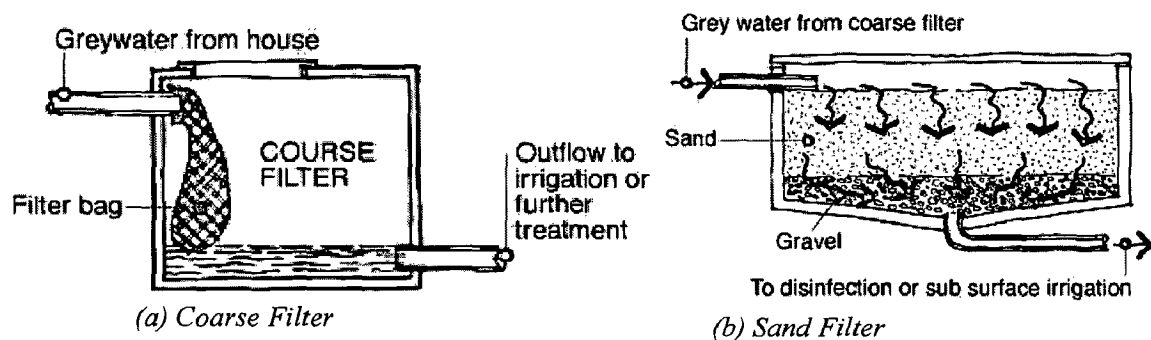 Greywater from house
COURSE
FILTER
Filter bag
Outflow to
irrigation or
further
treatment
(a) Coarse Filter
Grey water from coarse filter
Sand
Gravel
To disinfection or sub surface irrigation
(b) Sand Filter